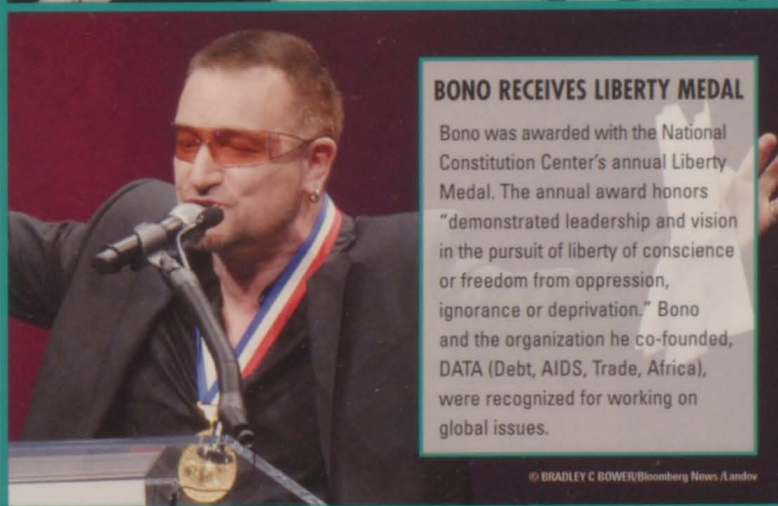 BONO RECEIVES LIBERTY MEDAL
Bono was awarded with the National
Constitution Center's annual Liberty
Medal. The annual award honors
"demonstrated leadership and vision
in the pursuit of liberty of conscience
or freedom from oppression,
ignorance or deprivation." Bono
and the organization he co-founded,
DATA (Debt, AIDS, Trade, Africa),
were recognized for working on
global issues.
© BRADLEY C BOWER/Bloomberg News /Landov